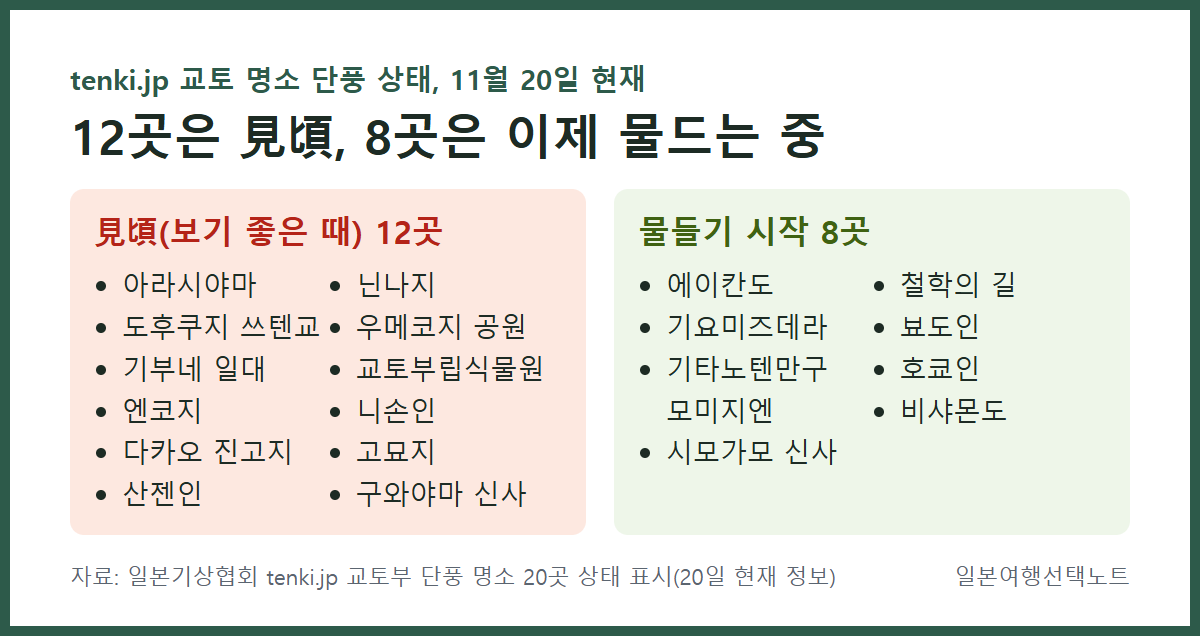 tenki.jp 교토 명소 단풍 상태, 11월 20일 현재
12곳은 見頃, 8곳은 이제 물드는 중
見頃(보기 좋은 때) 12곳
• 아라시야마
• 도후쿠지 쓰텐교
• 기부네 일대
• 엔코지
• 다카오 진고지
• 산젠인
• 닌나지
• 우메코지 공원
• 교토부립식물원
• 니손인
• 고묘지
• 구와야마 신사
물들기 시작 8곳
• 에이칸도
• 기요미즈데라
• 기타노텐만구
모미지엔
• 시모가모 신사
• 철학의 길
• 뵤도인
• 호쿄인
• 비샤몬도
자료: 일본기상협회 tenki.jp 교토부 단풍 명소 20곳 상태 표시(20일 현재 정보)
일본여행선택노트